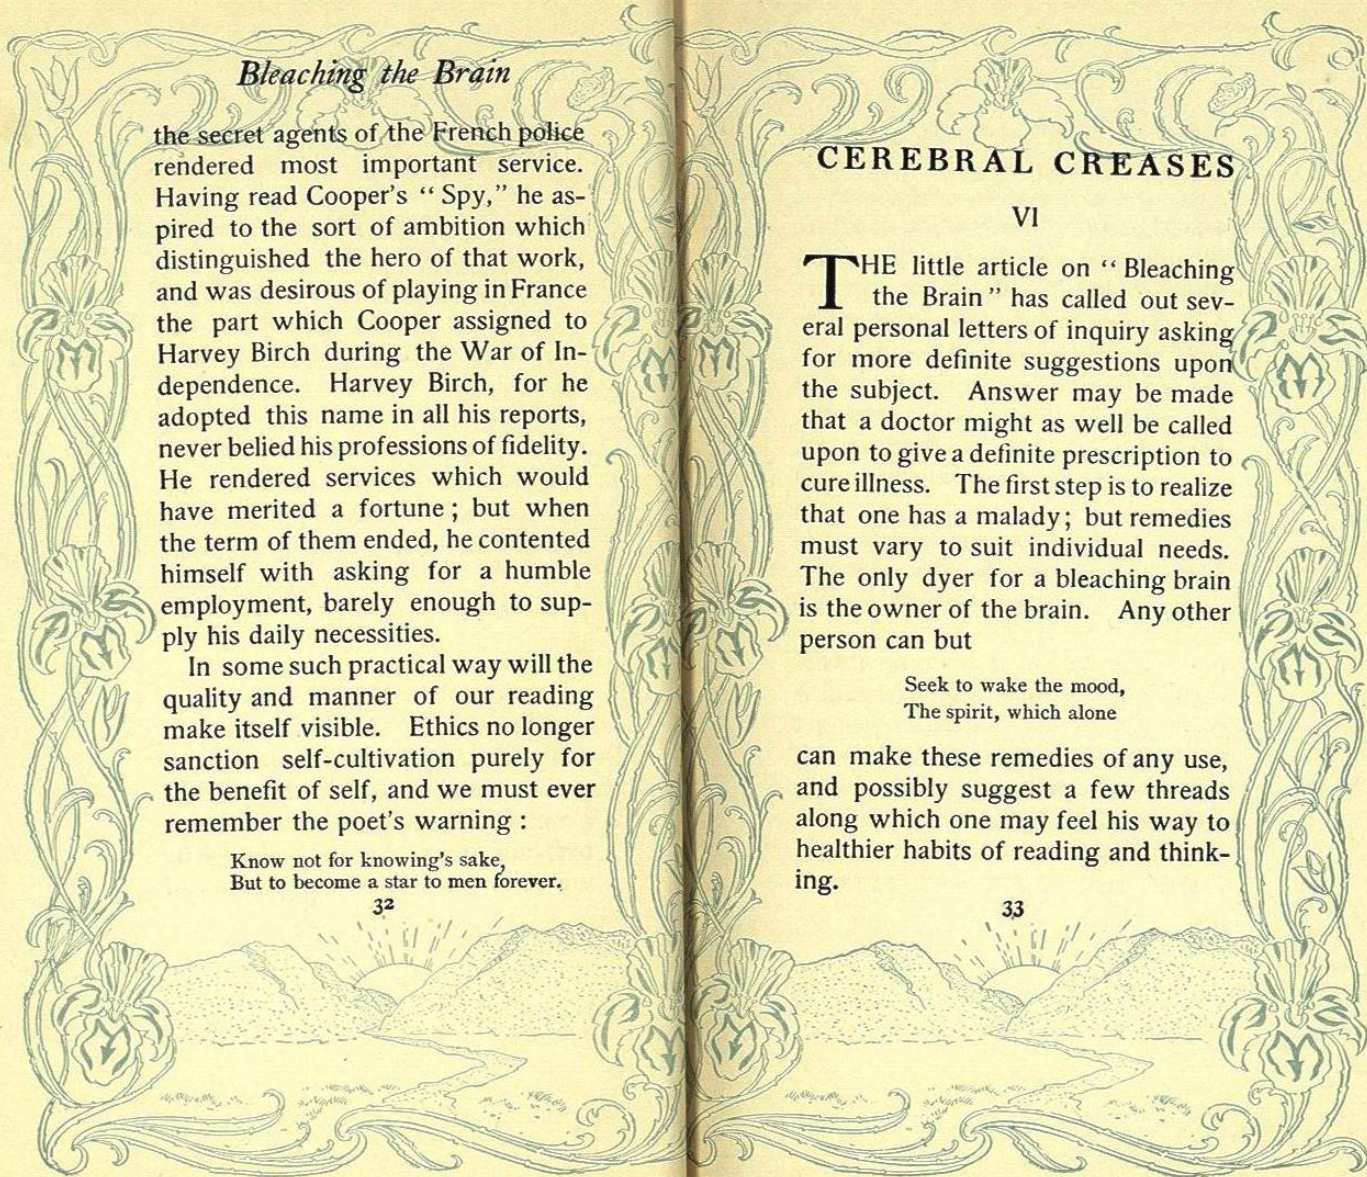 Bleaching the Brain
the secret agents of the French police
rendered most important service.
Having read Cooper's “ Spy,” he as-
pired to the sort of ambition which
distinguished the hero of that work,
and was desirous of playing in France
the part which Cooper assigned to
Harvey Birch during the War of In-
dependence. Harvey Birch, for he
adopted this name in all his reports,
never belied his professions of fidelity.
He rendered services which would
have merited a fortune ; but when
the term of them ended, he contented
himself with asking for a humble
employment, barely enough to sup-
ply his daily necessities.
In some such practical way will the
quality and manner of our reading
make itself visible. Ethics no longer
sanction self-cultivation purely for
the benefit of self, and we must ever
remember the poet's warning :
Know not for knowing's sake,
But to become a star to men forever.
32
CEREBRAL CREASES
VI
THE little article on “ Bleaching
the Brain ” has called out sev-
eral personal letters of inquiry asking
for more definite suggestions upon
the subject. Answer may be made
that a doctor might as well be called
upon to give a definite prescription to
cure illness. The first step is to realize
that one has a malady ; but remedies
must vary to suit individual needs.
The only dyer for a bleaching brain
is the owner of the brain. Any other
person can but
Seek to wake the mood,
The spirit, which alone
can make these remedies of any use,
and possibly suggest a few threads
along which one may feel his way to
healthier habits of reading and think-
ing.
33